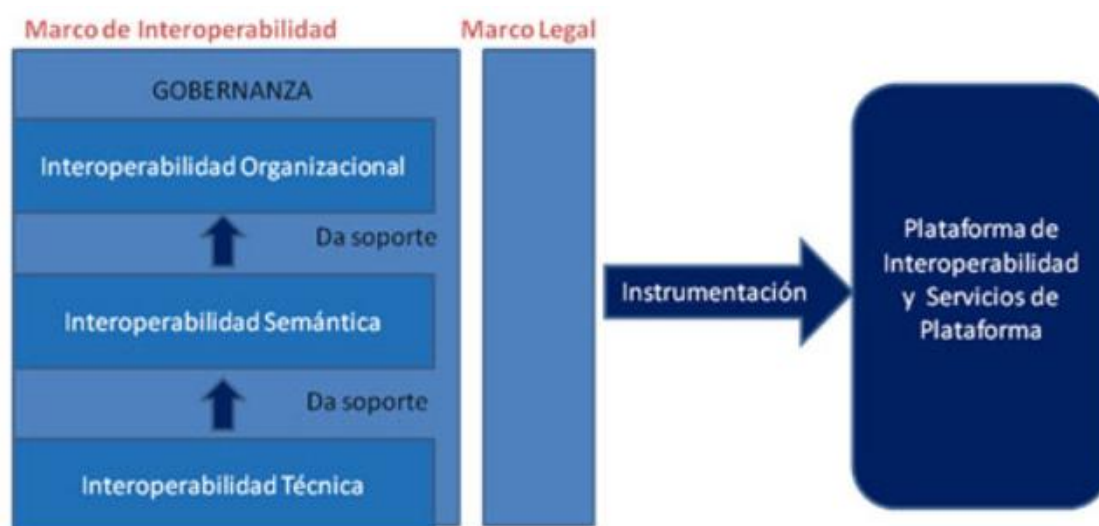 Marco de Interoperabilidad
Marco Legal
GOBERNANZA
Interoperabilidad Organizacional
Da soporte
Interoperabilidad Semántica
Da soporte
Interoperabilidad Técnica
Instrumentación
Plataforma de
Interoperabilidad
y Servicios de
Plataforma